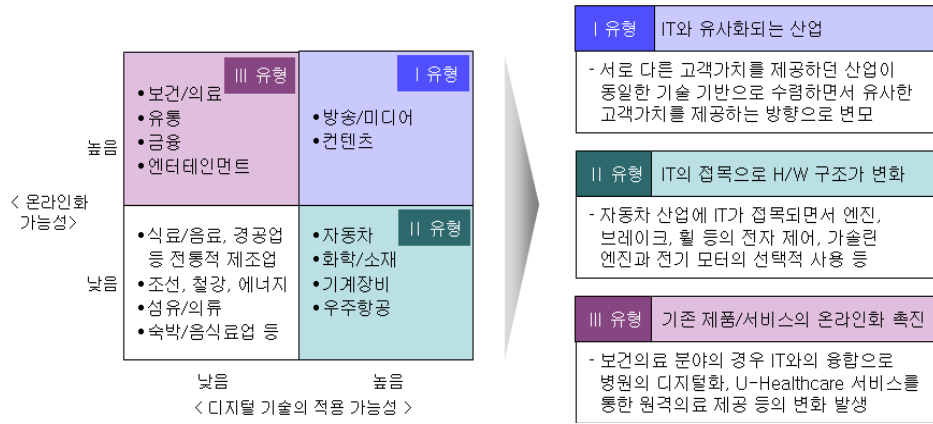 III 유형
•보건/의료
•유통
•금융
•엔터테인먼트
I 유형
•방송/미디어
•컨텐츠
높음
< 온라인화
가능성>
•식료/음료, 경공업
등 전통적 제조업
•조선, 철강, 에너지
•섬유/의류
•숙박/음식료업 등
II 유형
•자동차
•화학/소재
•기계장비
•우주항공
낮음
낮음
높음
< 디지털 기술의 적용 가능성 >
I 유형
IT와 유사화되는 산업
- 서로 다른 고객가치를 제공하던 산업이
동일한 기술 기반으로 수렴하면서 유사한
고객가치를 제공하는 방향으로 변모
II 유형
IT의 접목으로 H/W 구조가 변화
- 자동차 산업에 IT가 접목되면서 엔진,
브레이크, 휠 등의 전자 제어, 가솔린
엔진과 전기 모터의 선택적 사용 등
III 유형
기존 제품/서비스의 온라인화 촉진
- 보건의료 분야의 경우 IT와의 융합으로
병원의 디지털화, U-Healthcare 서비스를
통한 원격의료 제공 등의 변화 발생